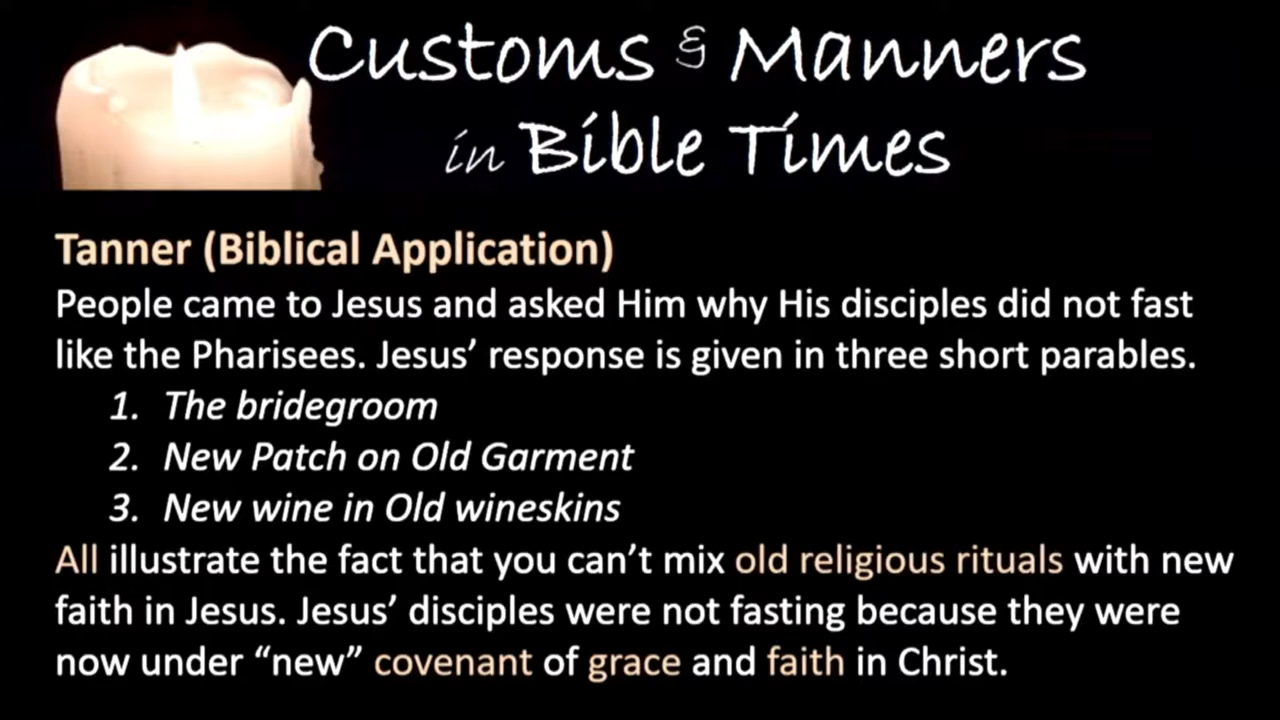 Customs & Manners
in Bible Times
Tanner (Biblical Application)
People came to Jesus and asked Him why His disciples did not fast
like the Pharisees. Jesus’ response is given in three short parables.
1. The bridegroom
2. New Patch on Old Garment
3. New wine in Old wineskins
All illustrate the fact that you can’t mix old religious rituals with new
faith in Jesus. Jesus’ disciples were not fasting because they were
now under “new” covenant of grace and faith in Christ.